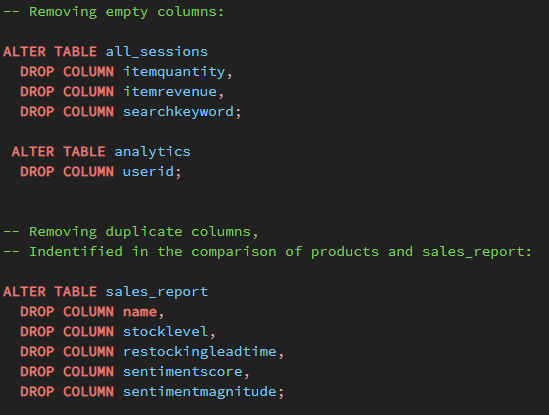 -- Removing empty columns:
ALTER TABLE all_sessions
DROP COLUMN itemquantity,
DROP COLUMN itemrevenue,
DROP COLUMN searchkeyword;
ALTER TABLE analytics
DROP COLUMN userid;
-- Removing duplicate columns,
-- Indentified in the comparison of products and sales_report:
ALTER TABLE sales_report
DROP COLUMN name,
DROP COLUMN stocklevel,
DROP COLUMN restockingleadtime,
DROP COLUMN sentimentscore,
DROP COLUMN sentimentmagnitude;